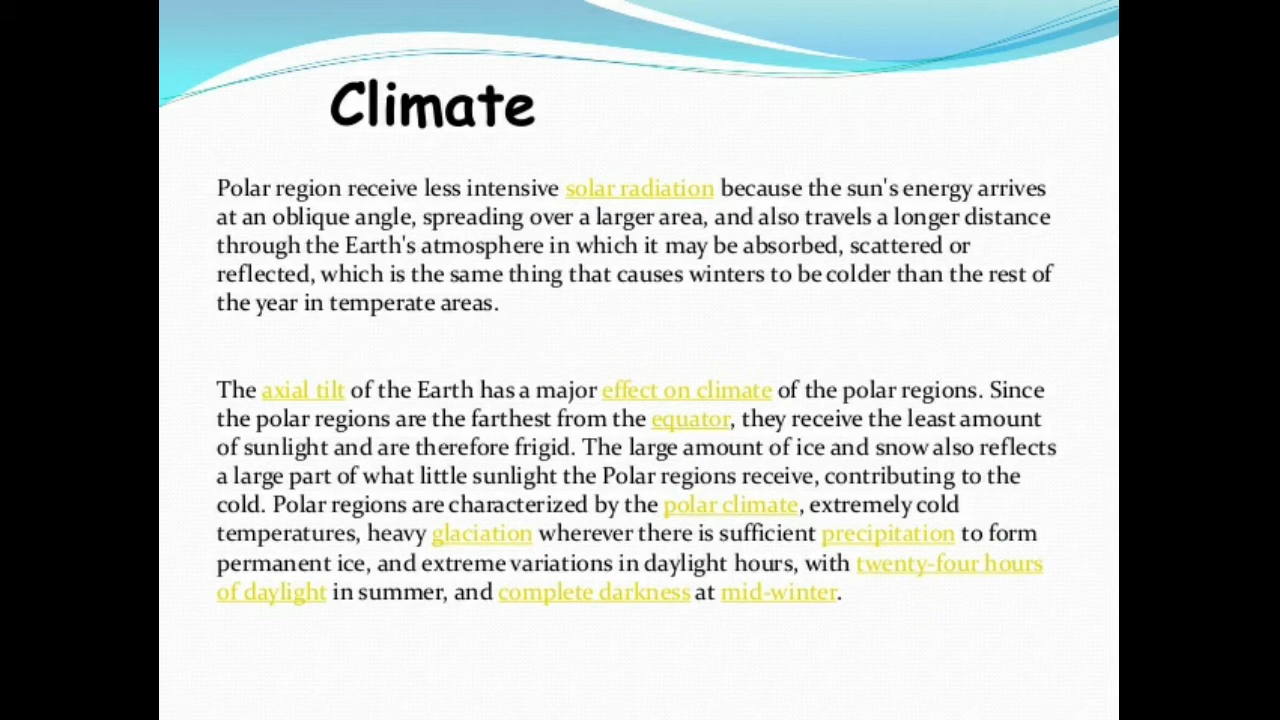 Climate
Polar region receive less intensive solar radiation because the sun's energy arrives
at an oblique angle, spreading over a larger area, and also travels a longer distance
through the Earth's atmosphere in which it may be absorbed, scattered or
reflected, which is the same thing that causes winters to be colder than the rest of
the year in temperate areas.
The axial tilt of the Earth has a major effect on climate of the polar regions. Since
the polar regions are the farthest from the equator, they receive the least amount
of sunlight and are therefore frigid. The large amount of ice and snow also reflects
a large part of what little sunlight the Polar regions receive, contributing to the
cold. Polar regions are characterized by the polar climate, extremely cold
temperatures, heavy glaciation wherever there is sufficient precipitation to form
permanent ice, and extreme variations in daylight hours, with twenty-four hours
of daylight in summer, and complete darkness at mid-winter.